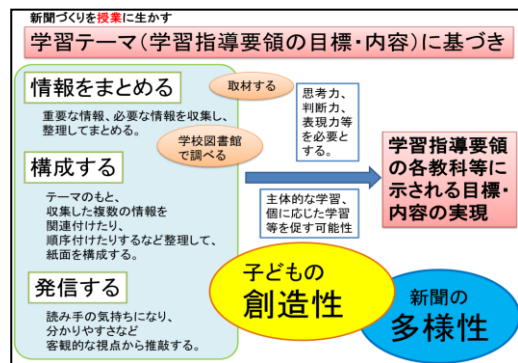 新聞づくりを授業に生かす
学習テーマ(学習指導要領の目標・内容)に基づき
情報をまとめる
重要な情報、必要な情報を収集し、
整理してまとめる。
取材する
学校図書館
で調べる
構成する
テーマのもと、
収集した複数の情報を
関連付けたり、
順序付けたりするなど整理して、
紙面を構成する。
発信する
読み手の気持ちになり、
分かりやすさなど
客観的な視点から推敲する。
思考力、
判断力、
表現力等
を必要と
する。
主体的な学習、
個に応じた学習
等を促す可能性
学習指導要領
の各教科等に
示される目標・
内容の実現
子どもの
創造性
新聞の
多様性